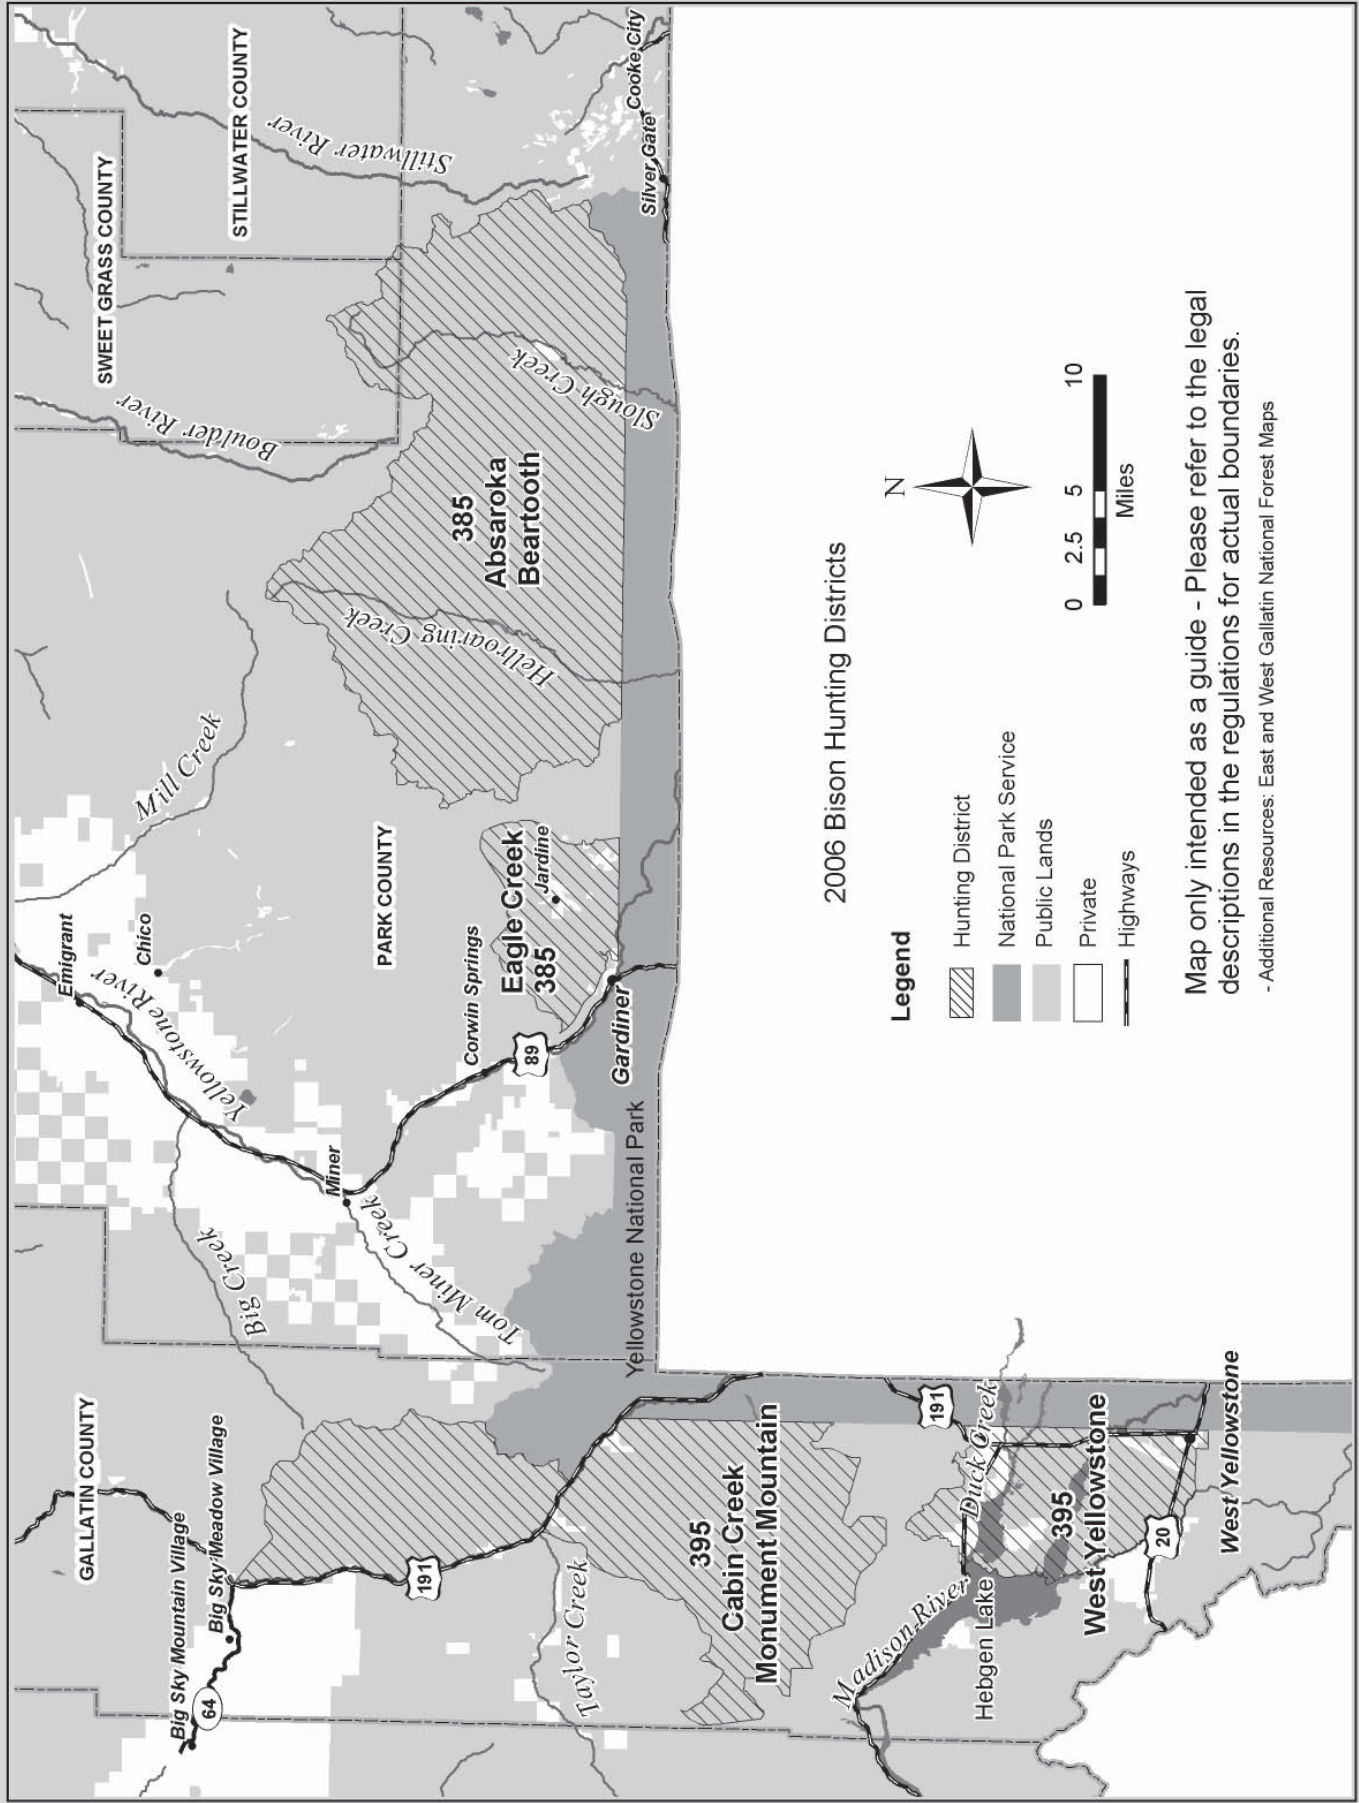 GALLATIN COUNTY
Big Sky Mountain Village
Big Sky Meadow Village
64
191
Taylor Creek
395
Cabin Creek
Monument Mountain
Madison River
Hebgen Lake
Duck Creek
191
395
West Yellowstone
20
West Yellowstone
Big Creek
Tom Miner Creek
Miner
Yellowstone National Park
Emigrant
Chico
Yellowstone River
Mill Creek
PARK COUNTY
Corwin Springs
89
Gardiner
Eagle Creek
385
Jardine
SWEET GRASS COUNTY
STILLWATER COUNTY
Boulder River
Stillwater River
Hellroaring Creek
385
Absaroka
Beartooth
Slough Creek
Silver Gate
Cooke City
2006 Bison Hunting Districts
Legend
Hunting District
National Park Service
Public Lands
Private
Highways
N
0 2.5 5 10
Miles
Map only intended as a guide - Please refer to the legal
descriptions in the regulations for actual boundaries.
- Additional Resources: East and West Gallatin National Forest Maps